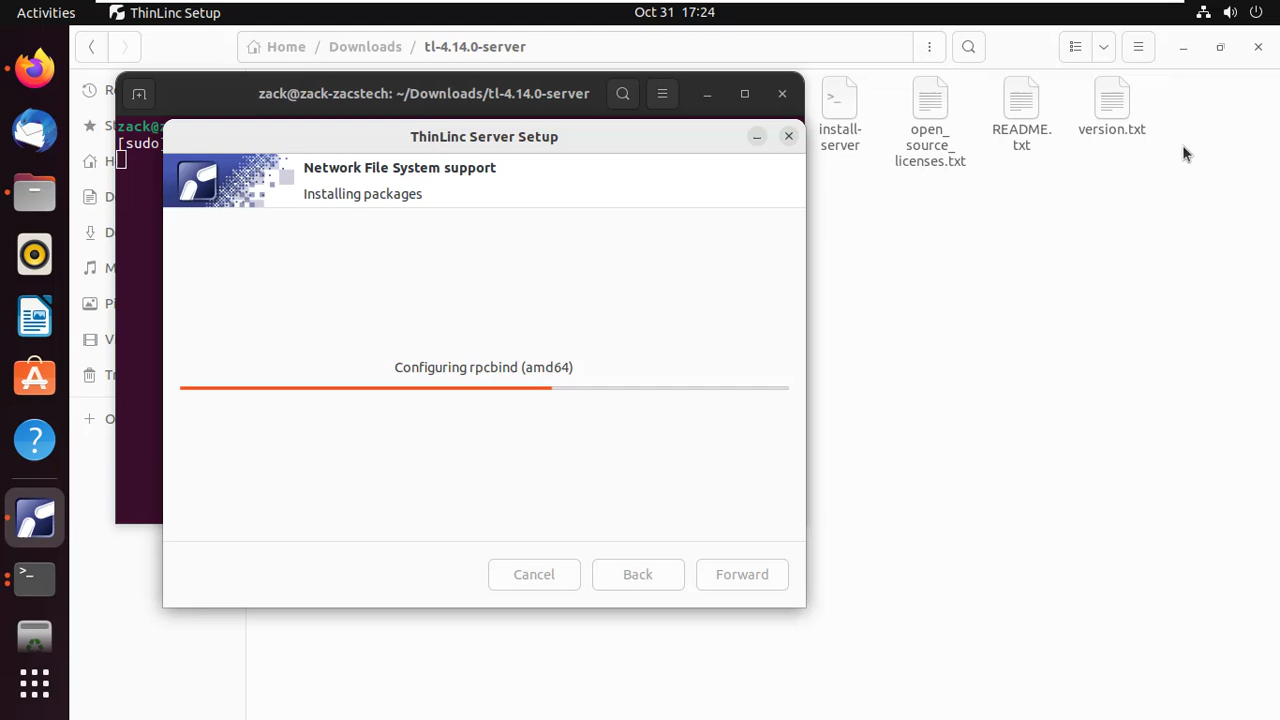 Activities
ThinLinc Setup
Oct 31 17:24
Home / Downloads / tl-4.14.0-server
zack@zack-zacstech: ~/Downloads/tl-4.14.0-server
install-
server
open_
source_
licenses.txt
README.
txt
version.txt
zack@z
[sudo]
ThinLinc Server Setup
Network File System support
Installing packages
Configuring rpcbind (amd64)
Cancel
Back
Forward